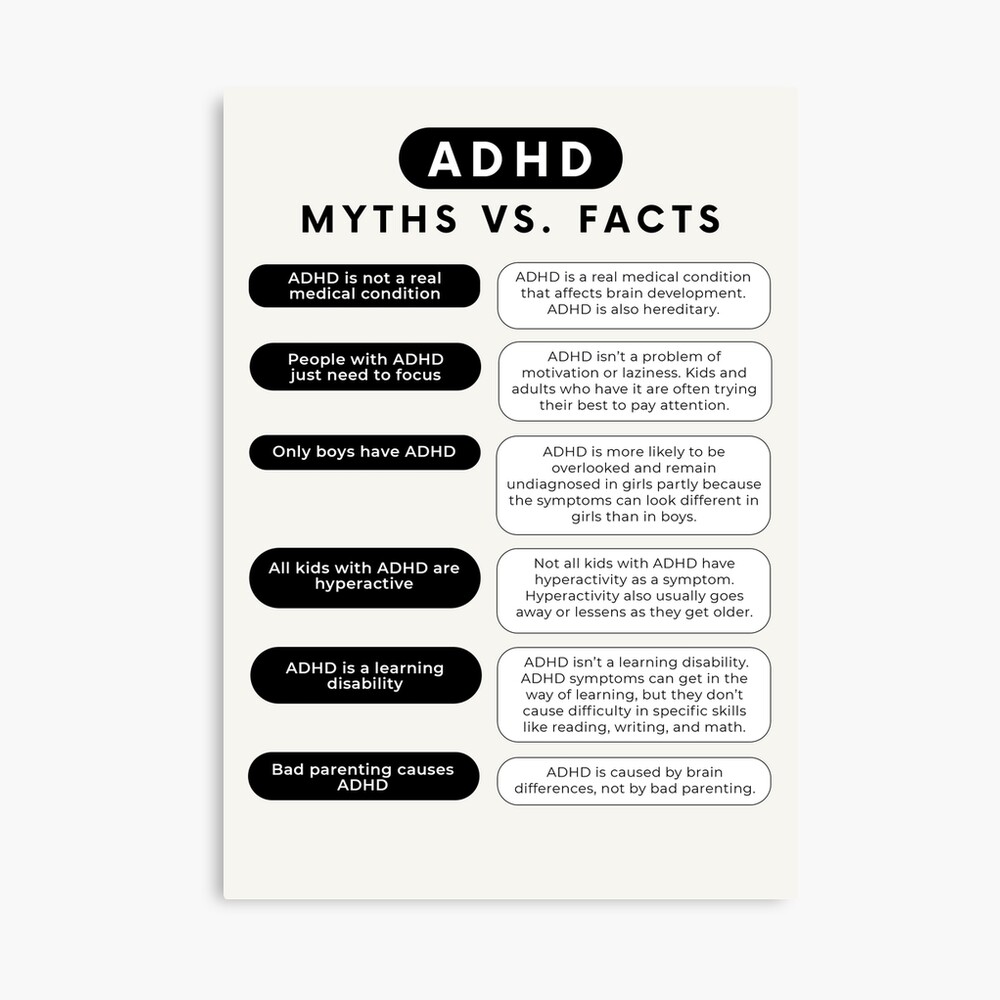 ADHD
MYTHS VS. FACTS
ADHD is not a real
medical condition
ADHD is a real medical condition
that affects brain development.
ADHD is also hereditary.
People with ADHD
just need to focus
ADHD isn't a problem of
motivation or laziness. Kids and
adults who have it are often trying
their best to pay attention.
Only boys have ADHD
ADHD is more likely to be
overlooked and remain
undiagnosed in girls partly because
the symptoms can look different in
girls than in boys.
All kids with ADHD are
hyperactive
Not all kids with ADHD have
hyperactivity as a symptom.
Hyperactivity also usually goes
away or lessens as they get older.
ADHD is a learning
disability
ADHD isn't a learning disability.
ADHD symptoms can get in the
way of learning, but they don't
cause difficulty in specific skills
like reading, writing, and math.
Bad parenting causes
ADHD
ADHD is caused by brain
differences, not by bad parenting.